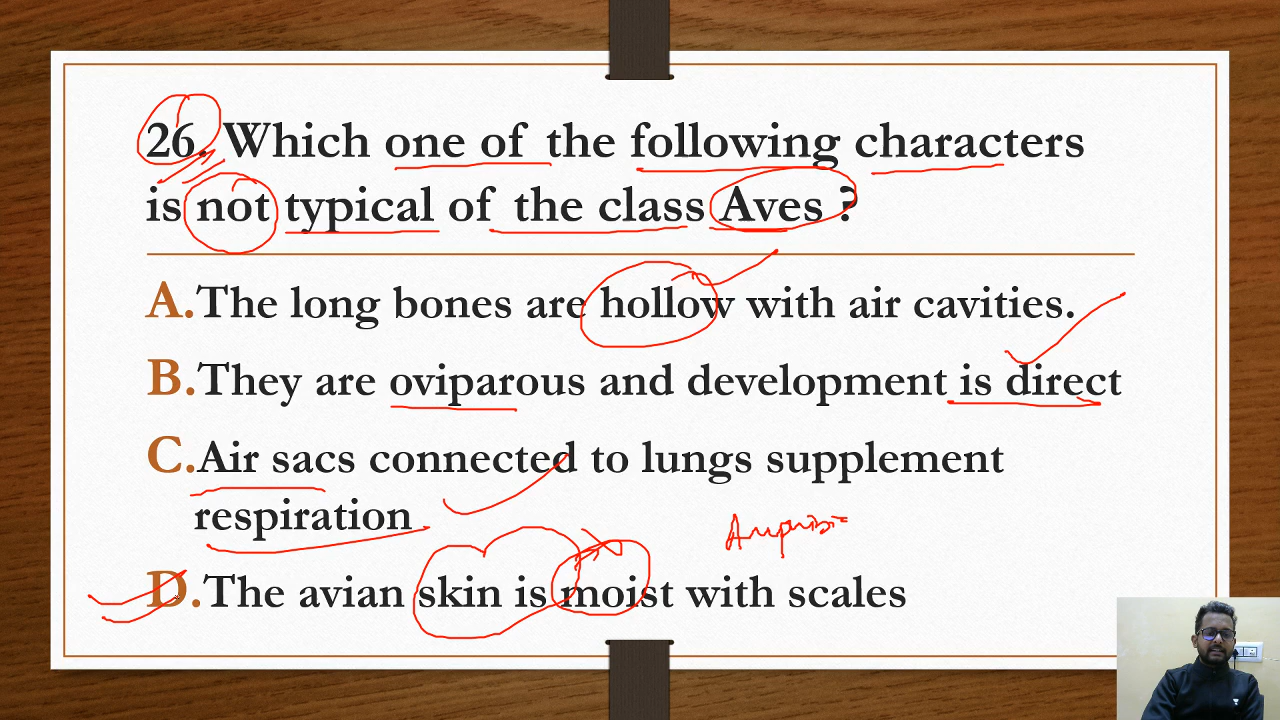 26. Which one of the following characters
is not typical of the class Aves ?
A.The long bones are hollow with air cavities.
B.They are oviparous and development is direct
C.Air sacs connected to lungs supplement
respiration
D.The avian skin is moist with scales